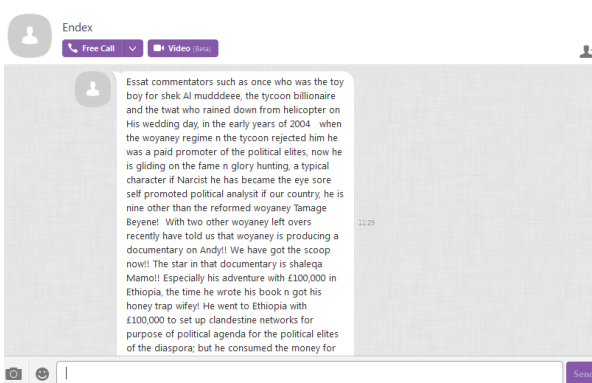 Endex
Free Call
Video (Beta)
Essat commentators such as once who was the toy
boy for shek Al mudddeee, the tycoon billionaire
and the twat who rained down from helicopter on
His wedding day, in the early years of 2004 when
the woyaney regime n the tycoon rejected him he
was a paid promoter of the political elites, now he
is gliding on the fame n glory hunting, a typical
character if Narcist he has became the eye sore
self promoted political analysit if our country, he is
nine other than the reformed woyaney Tamage
Beyene! With two other woyaney left overs
recently have told us that woyaney is producing a
documentary on Andy!! We have got the scoop
now!! The star in that documentary is shaleqa
Mamo!! Especially his adventure with £100,000 in
Ethiopia, the time he wrote his book n got his
honey trap wifey! He went to Ethiopia with
£100,000 to set up clandestine networks for
purpose of political agenda for the political elites
of the diaspora; but he consumed the money for
11:29
Send